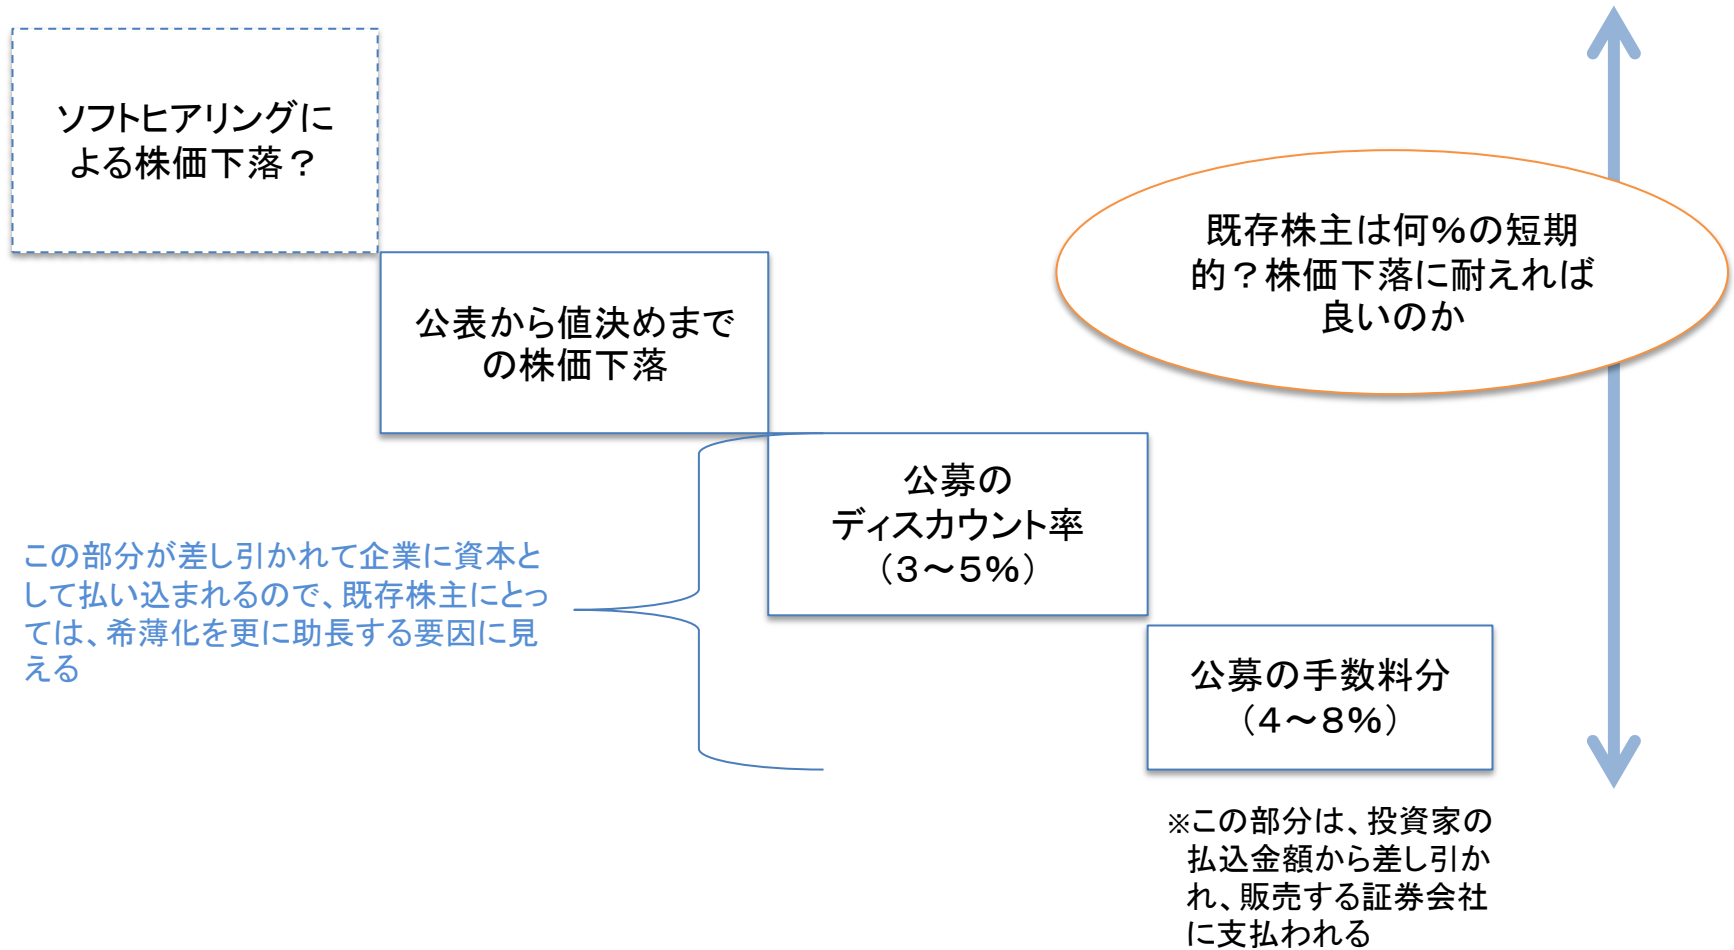 ソフトヒアリングに
よる株価下落？
公表から値決めまで
の株価下落
公募の
ディスカウント率
（３～５％）
公募の手数料分
（４～８％）
※この部分は、投資家の
払込金額から差し引か
れ、販売する証券会社
に支払われる
この部分が差し引かれて企業に資本と
して払い込まれるので、既存株主にとっ
ては、希薄化を更に助長する要因に見
える
既存株主は何％の短期
的？株価下落に耐えれば
良いのか